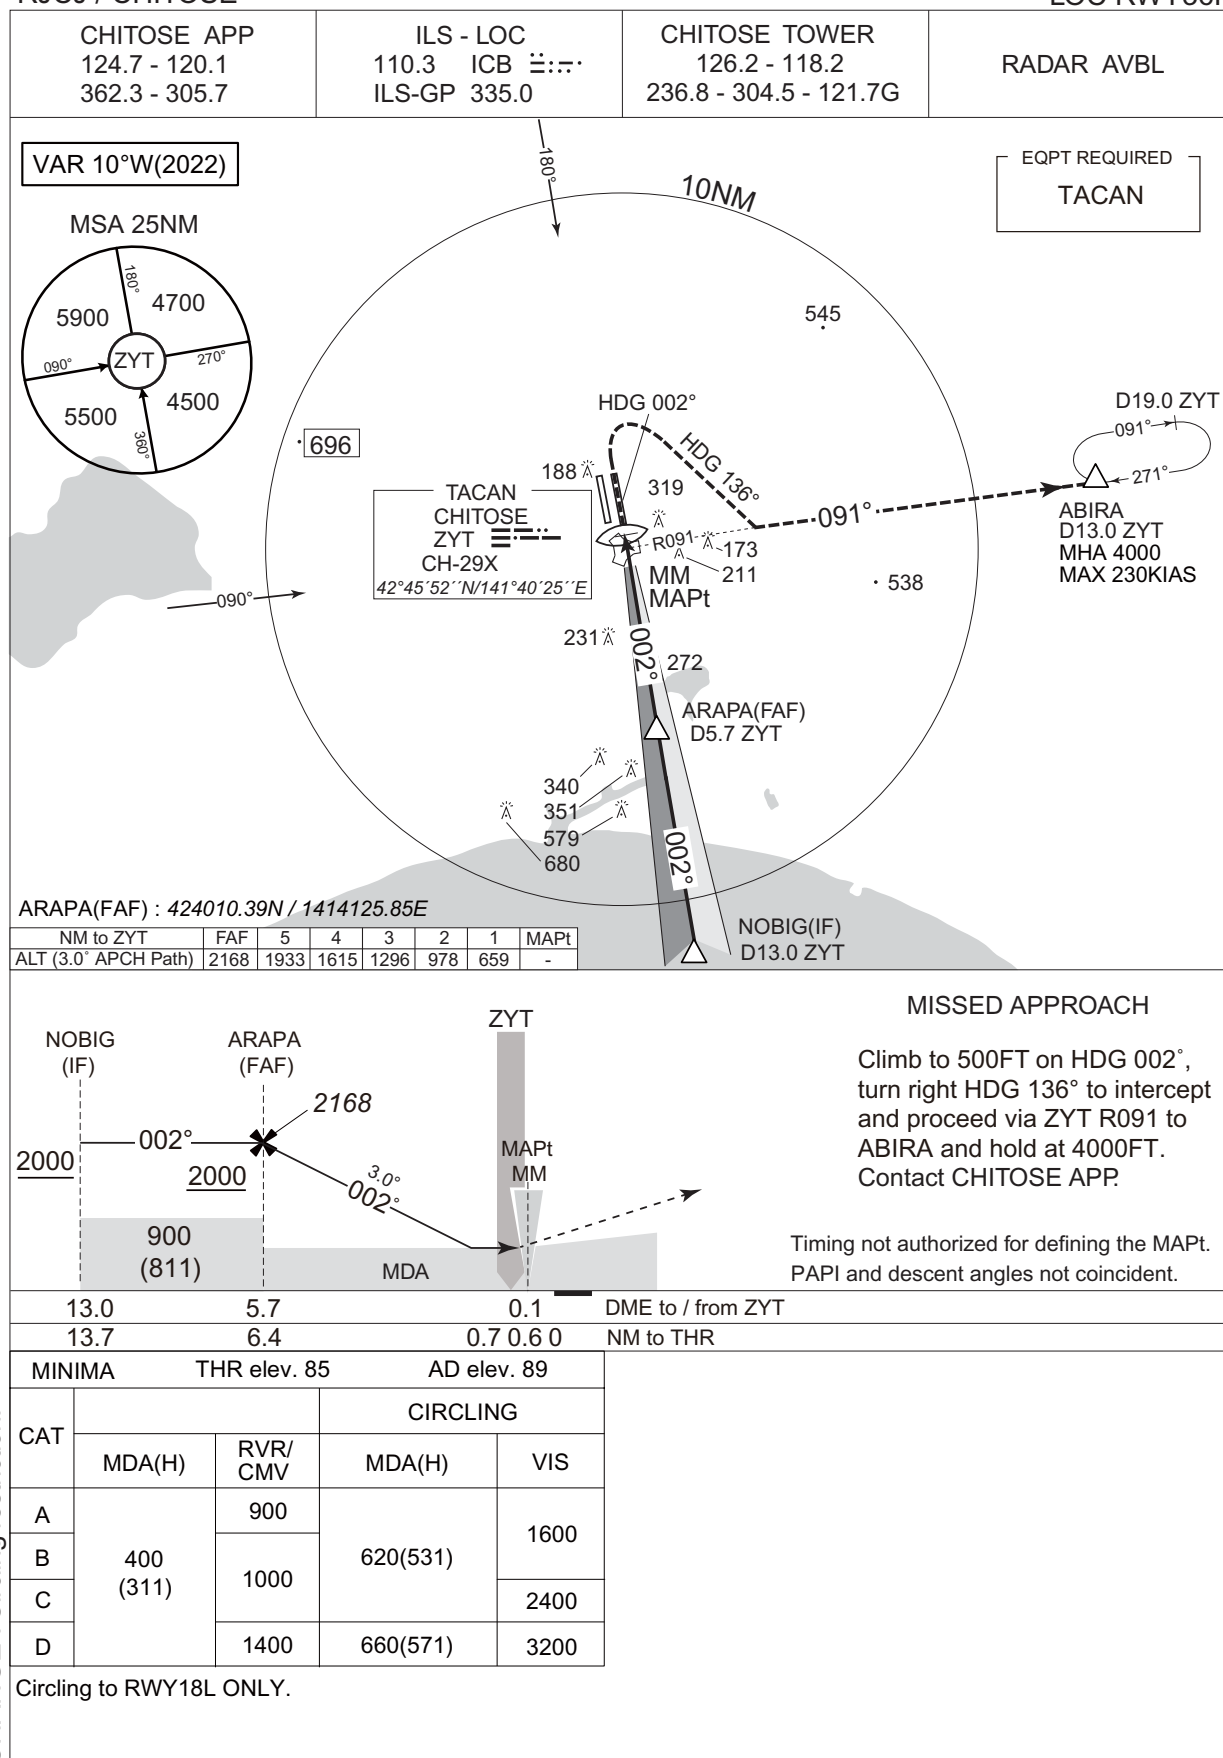 CHITOSE APP
124.7 - 120.1
362.3 - 305.7
ILS - LOC
110.3 ICB
ILS-GP 335.0
CHITOSE TOWER
126.2 - 118.2
236.8 - 304.5 - 121.7G
RADAR AVBL
VAR 10°W(2022)
EQPT REQUIRED
TACAN
MSA 25NM
180°
5900
4700
090°
ZYT
270°
5500
4500
360°
180°
10NM
545
696
HDG 002°
HDG 136°
188
319
D19.0 ZYT
091°
271°
ABIRA
D13.0 ZYT
MHA 4000
MAX 230KIAS
091°
TACAN
CHITOSE
ZYT
CH-29X
42°45´52´´N/141°40´25´´E
R091
173
211
MM
MAPt
538
090°
231
002°
272
ARAPA(FAF)
D5.7 ZYT
340
351
579
680
002°
NOBIG(IF)
D13.0 ZYT
ARAPA(FAF) : 424010.39N / 1414125.85E
NM to ZYT FAF 5 4 3 2 1 MAPt
ALT (3.0° APCH Path) 2168 1933 1615 1296 978 659 -
NOBIG
(IF)
ARAPA
(FAF)
ZYT
2168
002°
2000
2000
3.0°
002°
MAPt
MM
900
(811)
MDA
MISSED APPROACH
Climb to 500FT on HDG 002°,
turn right HDG 136° to intercept
and proceed via ZYT R091 to
ABIRA and hold at 4000FT.
Contact CHITOSE APP.
Timing not authorized for defining the MAPt.
PAPI and descent angles not coincident.
13.0 5.7 0.1 DME to / from ZYT
13.7 6.4 0.7 0.6 0 NM to THR
MINIMA THR elev. 85 AD elev. 89
CAT
CIRCLING
MDA(H)
RVR/
CMV
MDA(H)
VIS
A
900
B
400
(311)
1000
620(531)
1600
C
2400
D
1400
660(571)
3200
Circling to RWY18L ONLY.